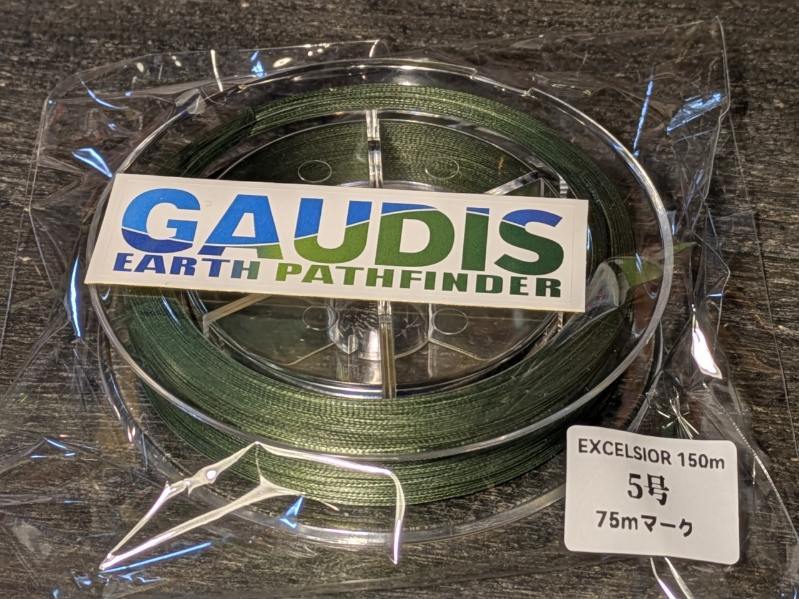 GAUDIS
EARTH PATHFINDER
EXCELSIOR 150m
5号
75mマーク